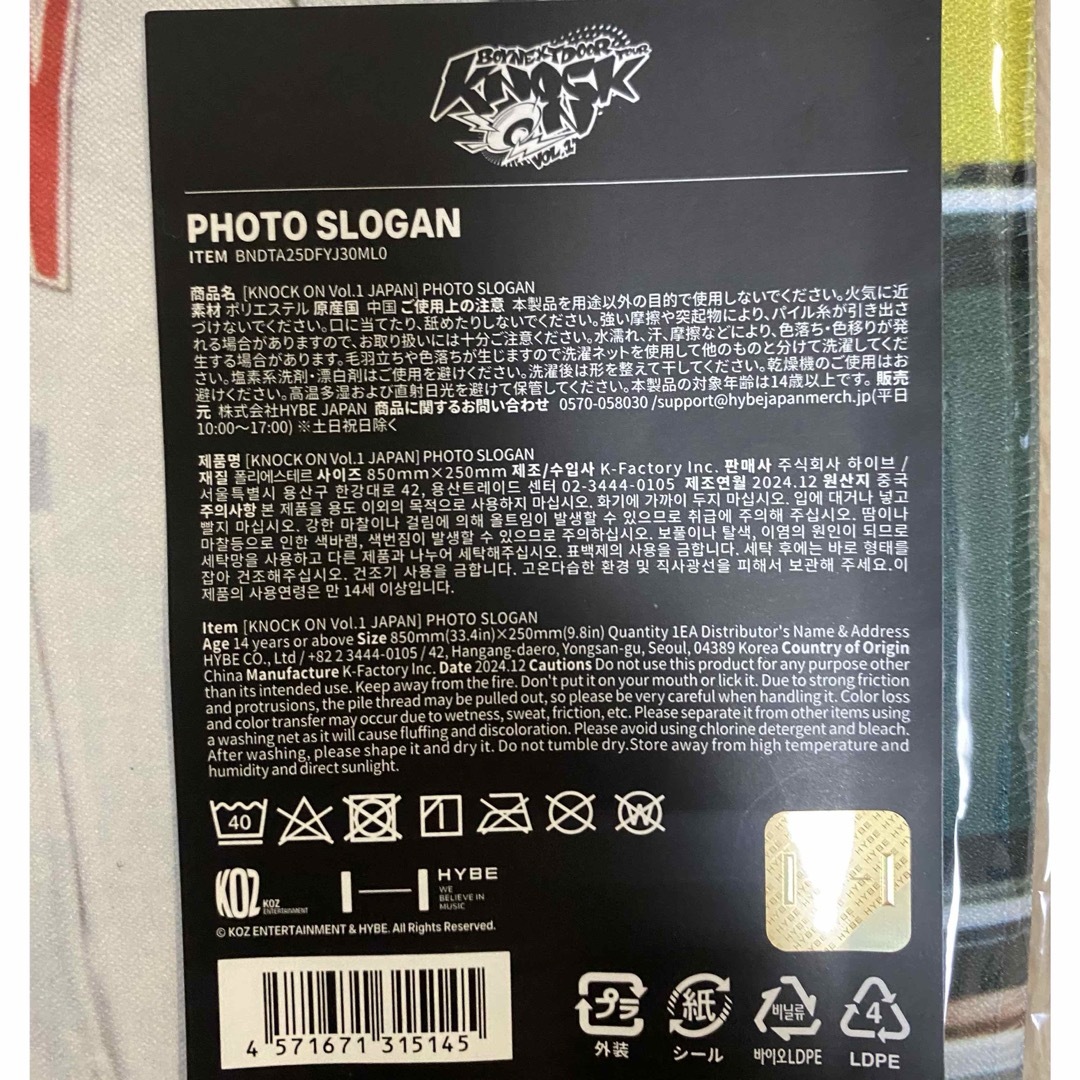 BOYNEXTDOOR TOUR
KNOCK
ON
VOL.1
PHOTO SLOGAN
ITEM BNDTA25DFYJ30ML0
商品名 [KNOCK ON Vol.1 JAPAN] PHOTO SLOGAN
素材 ポリエステル 原産国 中国 ご使用上の注意 本製品を用途以外の目的で使用しないでください。火気に近
づけないでください。口に当てたり、舐めたりしないでください。強い摩擦や突起物により、パイル糸が引き出さ
れる場合がありますので、お取り扱いには十分ご注意ください。水濡れ、汗、摩擦などにより、色落ち・色移りが発
生する場合があります。毛羽立ちや色落ちが生じますので洗濯ネットを使用して他のものと分けて洗濯してくだ
さい。塩素系洗剤・漂白剤はご使用を避けてください。洗濯後は形を整えて干してください。乾燥機のご使用はお
避けください。高温多湿および直射日光を避けて保管してください。本製品の対象年齢は14歳以上です。 販売
元 株式会社HYBE JAPAN 商品に関するお問い合わせ 0570-058030 /support@hybejapanmerch.jp(平日
10:00〜17:00) ※土日祝日除く
제품명 [KNOCK ON Vol.1 JAPAN] PHOTO SLOGAN
재질 폴리에스테르 사이즈 850mm×250mm 제조/수입사 K-Factory Inc. 판매사 주식회사 하이브 /
서울특별시 용산구 한강대로 42, 용산트레이드 센터 02-3444-0105 제조연월 2024.12 원산지 중국
주의사항 본 제품을 용도 이외의 목적으로 사용하지 마십시오. 화기에 가까이 두지 마십시오. 입에 대거나 넣고
빨지 마십시오. 강한 마찰이나 걸림에 의해 올트임이 발생할 수 있으므로 취급에 주의해 주십시오. 땀이나
마찰등으로 인한 색바램, 색번짐이 발생할 수 있으므로 주의하십시오. 보풀이나 탈색, 이염의 원인이 되므로
세탁망을 사용하고 다른 제품과 나누어 세탁해주십시오. 표백제의 사용을 금합니다. 세탁 후에는 바로 형태를
잡아 건조해주십시오. 건조기 사용을 금합니다. 고온다습한 환경 및 직사광선을 피해서 보관해 주세요.이
제품의 사용연령은 만 14세 이상입니다.
Item [KNOCK ON Vol.1 JAPAN] PHOTO SLOGAN
Age 14 years or above Size 850mm(33.4in)×250mm(9.8in) Quantity 1EA Distributor's Name & Address
HYBE CO., Ltd / +82 2 3444-0105 / 42, Hangang-daero, Yongsan-gu, Seoul, 04389 Korea Country of Origin
China Manufacture K-Factory Inc. Date 2024.12 Cautions Do not use this product for any purpose other
than its intended use. Keep away from the fire. Don't put it on your mouth or lick it. Due to strong friction
and protrusions, the pile thread may be pulled out, so please be very careful when handling it. Color loss
and color transfer may occur due to wetness, sweat, friction, etc. Please separate it from other items using
a washing net as it will cause fluffing and discoloration. Please avoid using chlorine detergent and bleach.
After washing, please shape it and dry it. Do not tumble dry.Store away from high temperature and
humidity and direct sunlight.
40
W
KOZ
KOZ
ENTERTAINMENT
HYBE
WE
BELIEVE IN
MUSIC
© KOZ ENTERTAINMENT & HYBE. All Rights Reserved.
HYBE HYBE HYBE
4 571671 315145
プラ
外装
紙
シール
비닐류
바이오LDPE
4
LDPE